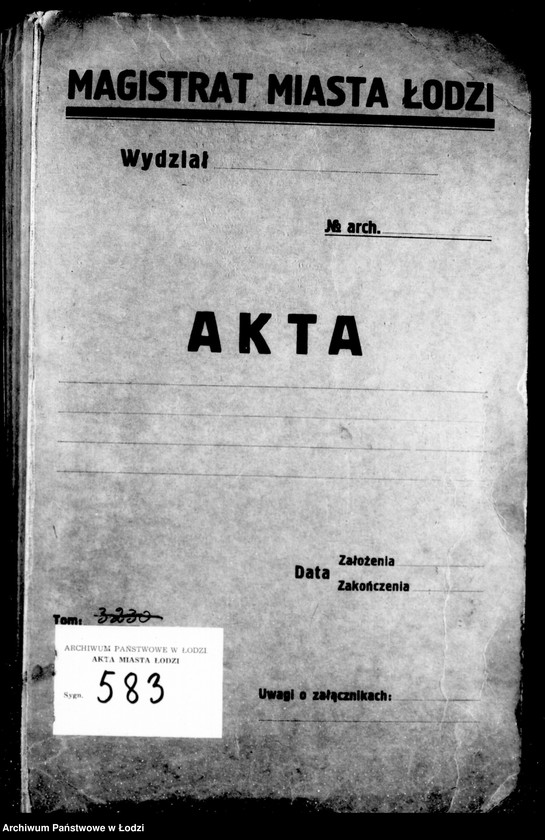 MAGISTRAT MIASTA ŁODZI
Wydział
№ arch.
AKTA
Data Założenia
Zakończenia
Tom: 3230
ARCHIWUM PAŃSTWOWE W ŁODZI
AKTA MIASTA ŁODZI
Sygn. 583
Uwagi o załącznikach:
Archiwum Państwowe w Łodzi